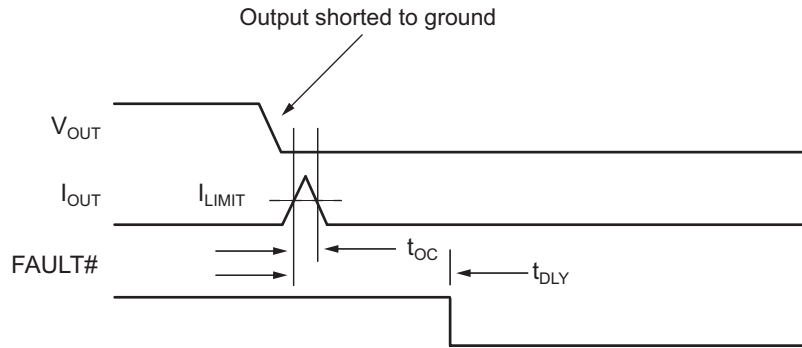 Output shorted to ground
VOUT
IOUT
ILIMIT
tOC
FAULT#
tDLY